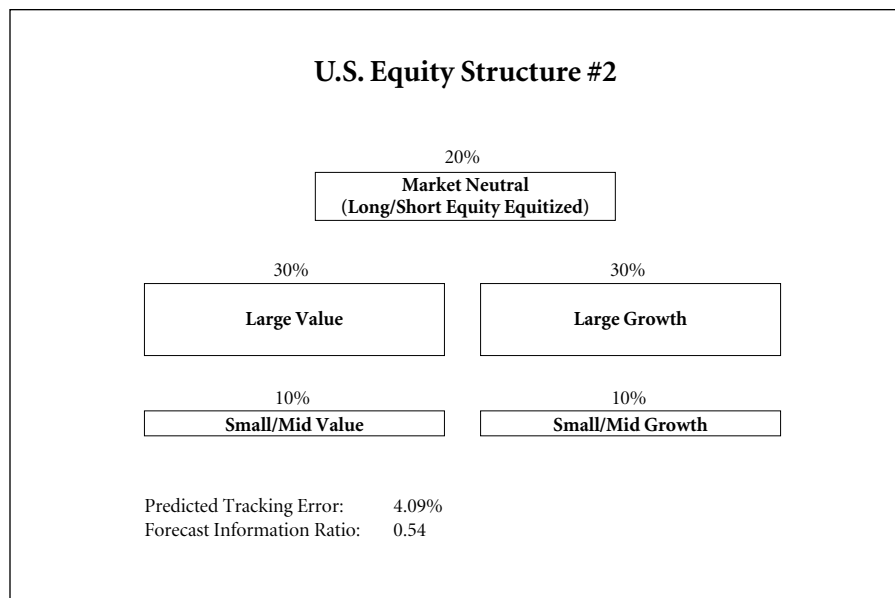 U.S. Equity Structure #2
20%
Market Neutral
(Long/Short Equity Equitized)
30%
30%
Large Value
Large Growth
10%
10%
Small/Mid Value
Small/Mid Growth
Predicted Tracking Error: 4.09%
Forecast Information Ratio: 0.54